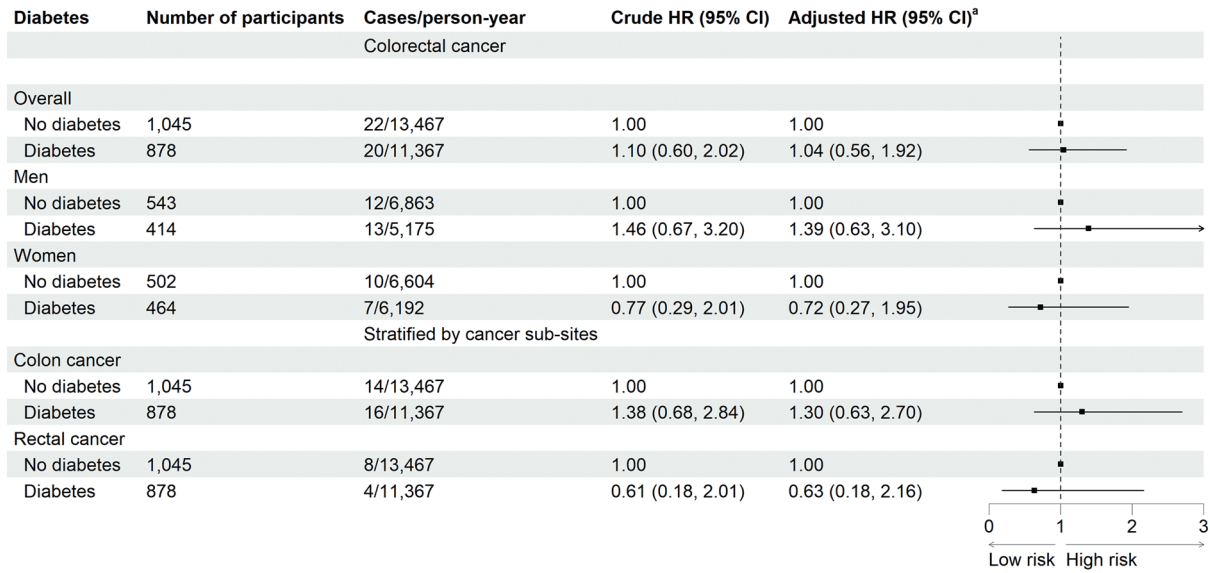 Diabetes Number of participants Cases/person-year Crude HR (95% CI) Adjusted HR (95% CI)a
Colorectal cancer
Overall
No diabetes 1,045 22/13,467 1.00 1.00
Diabetes 878 20/11,367 1.10 (0.60, 2.02) 1.04 (0.56, 1.92)
Men
No diabetes 543 12/6,863 1.00 1.00
Diabetes 414 13/5,175 1.46 (0.67, 3.20) 1.39 (0.63, 3.10)
Women
No diabetes 502 10/6,604 1.00 1.00
Diabetes 464 7/6,192 0.77 (0.29, 2.01) 0.72 (0.27, 1.95)
Stratified by cancer sub-sites
Colon cancer
No diabetes 1,045 14/13,467 1.00 1.00
Diabetes 878 16/11,367 1.38 (0.68, 2.84) 1.30 (0.63, 2.70)
Rectal cancer
No diabetes 1,045 8/13,467 1.00 1.00
Diabetes 878 4/11,367 0.61 (0.18, 2.01) 0.63 (0.18, 2.16)
0 1 2 3
Low risk High risk